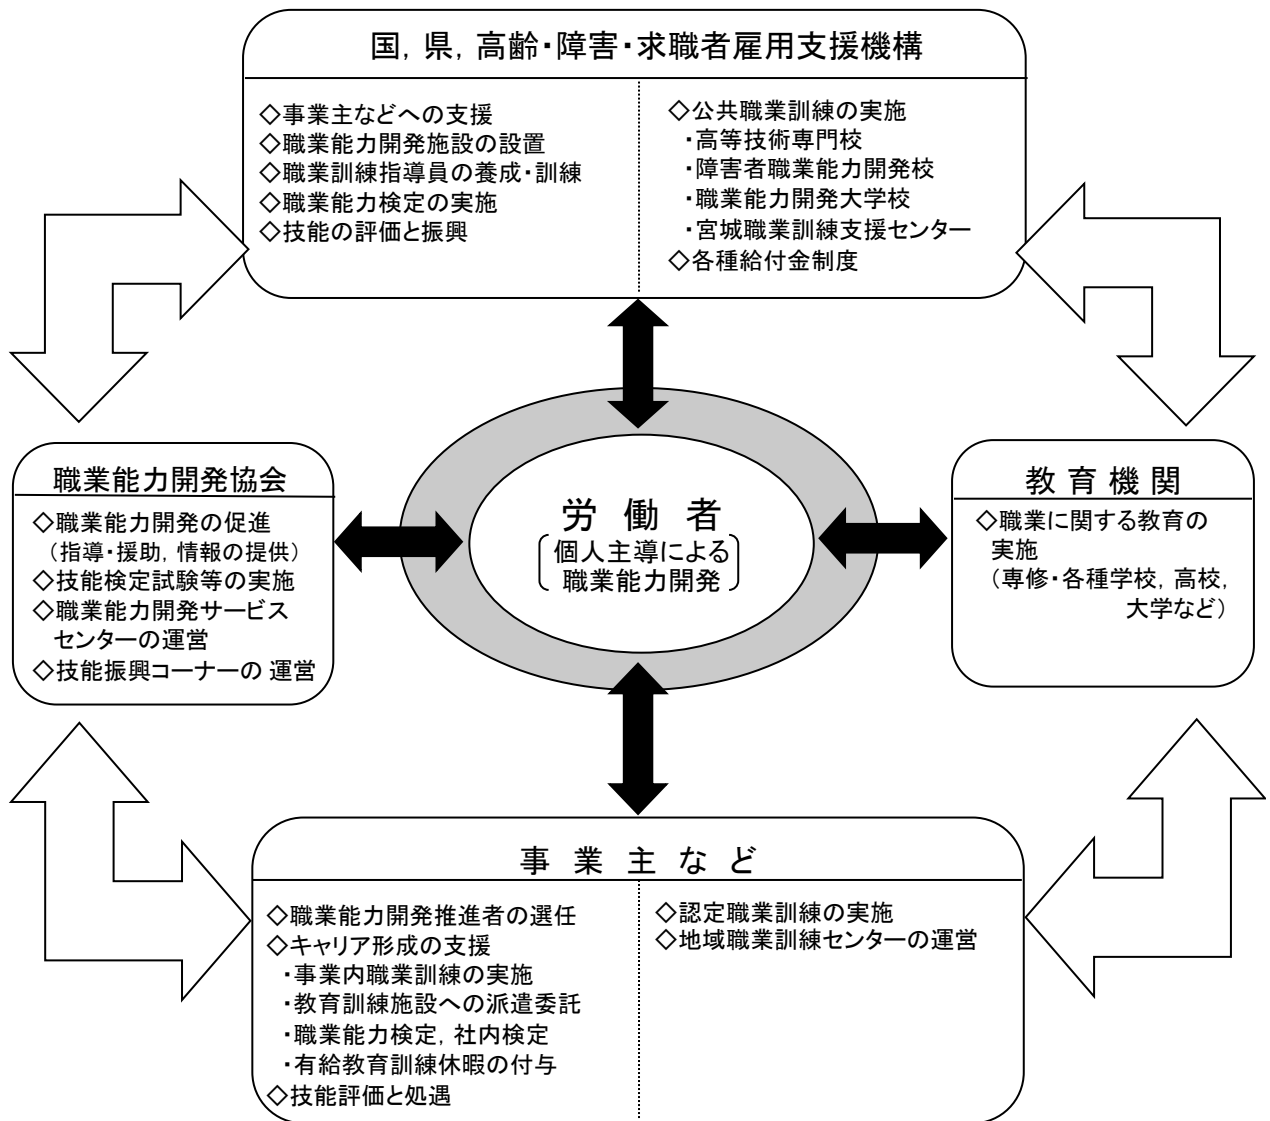 国，県，高齢・障害・求職者雇用支援機構
◇事業主などへの支援
◇職業能力開発施設の設置
◇職業訓練指導員の養成・訓練
◇職業能力検定の実施
◇技能の評価と振興
◇公共職業訓練の実施
・高等技術専門校
・障害者職業能力開発校
・職業能力開発大学校
・宮城職業訓練支援センター
◇各種給付金制度
職業能力開発協会
◇職業能力開発の促進
（指導・援助，情報の提供）
◇技能検定試験等の実施
◇職業能力開発サービス
センターの運営
◇技能振興コーナーの 運営
労 働 者
個人主導による
職業能力開発
教 育 機 関
◇職業に関する教育の
実施
（専修・各種学校，高校，
大学など）
事 業 主 な ど
◇職業能力開発推進者の選任
◇キャリア形成の支援
・事業内職業訓練の実施
・教育訓練施設への派遣委託
・職業能力検定，社内検定
・有給教育訓練休暇の付与
◇技能評価と処遇
◇認定職業訓練の実施
◇地域職業訓練センターの運営